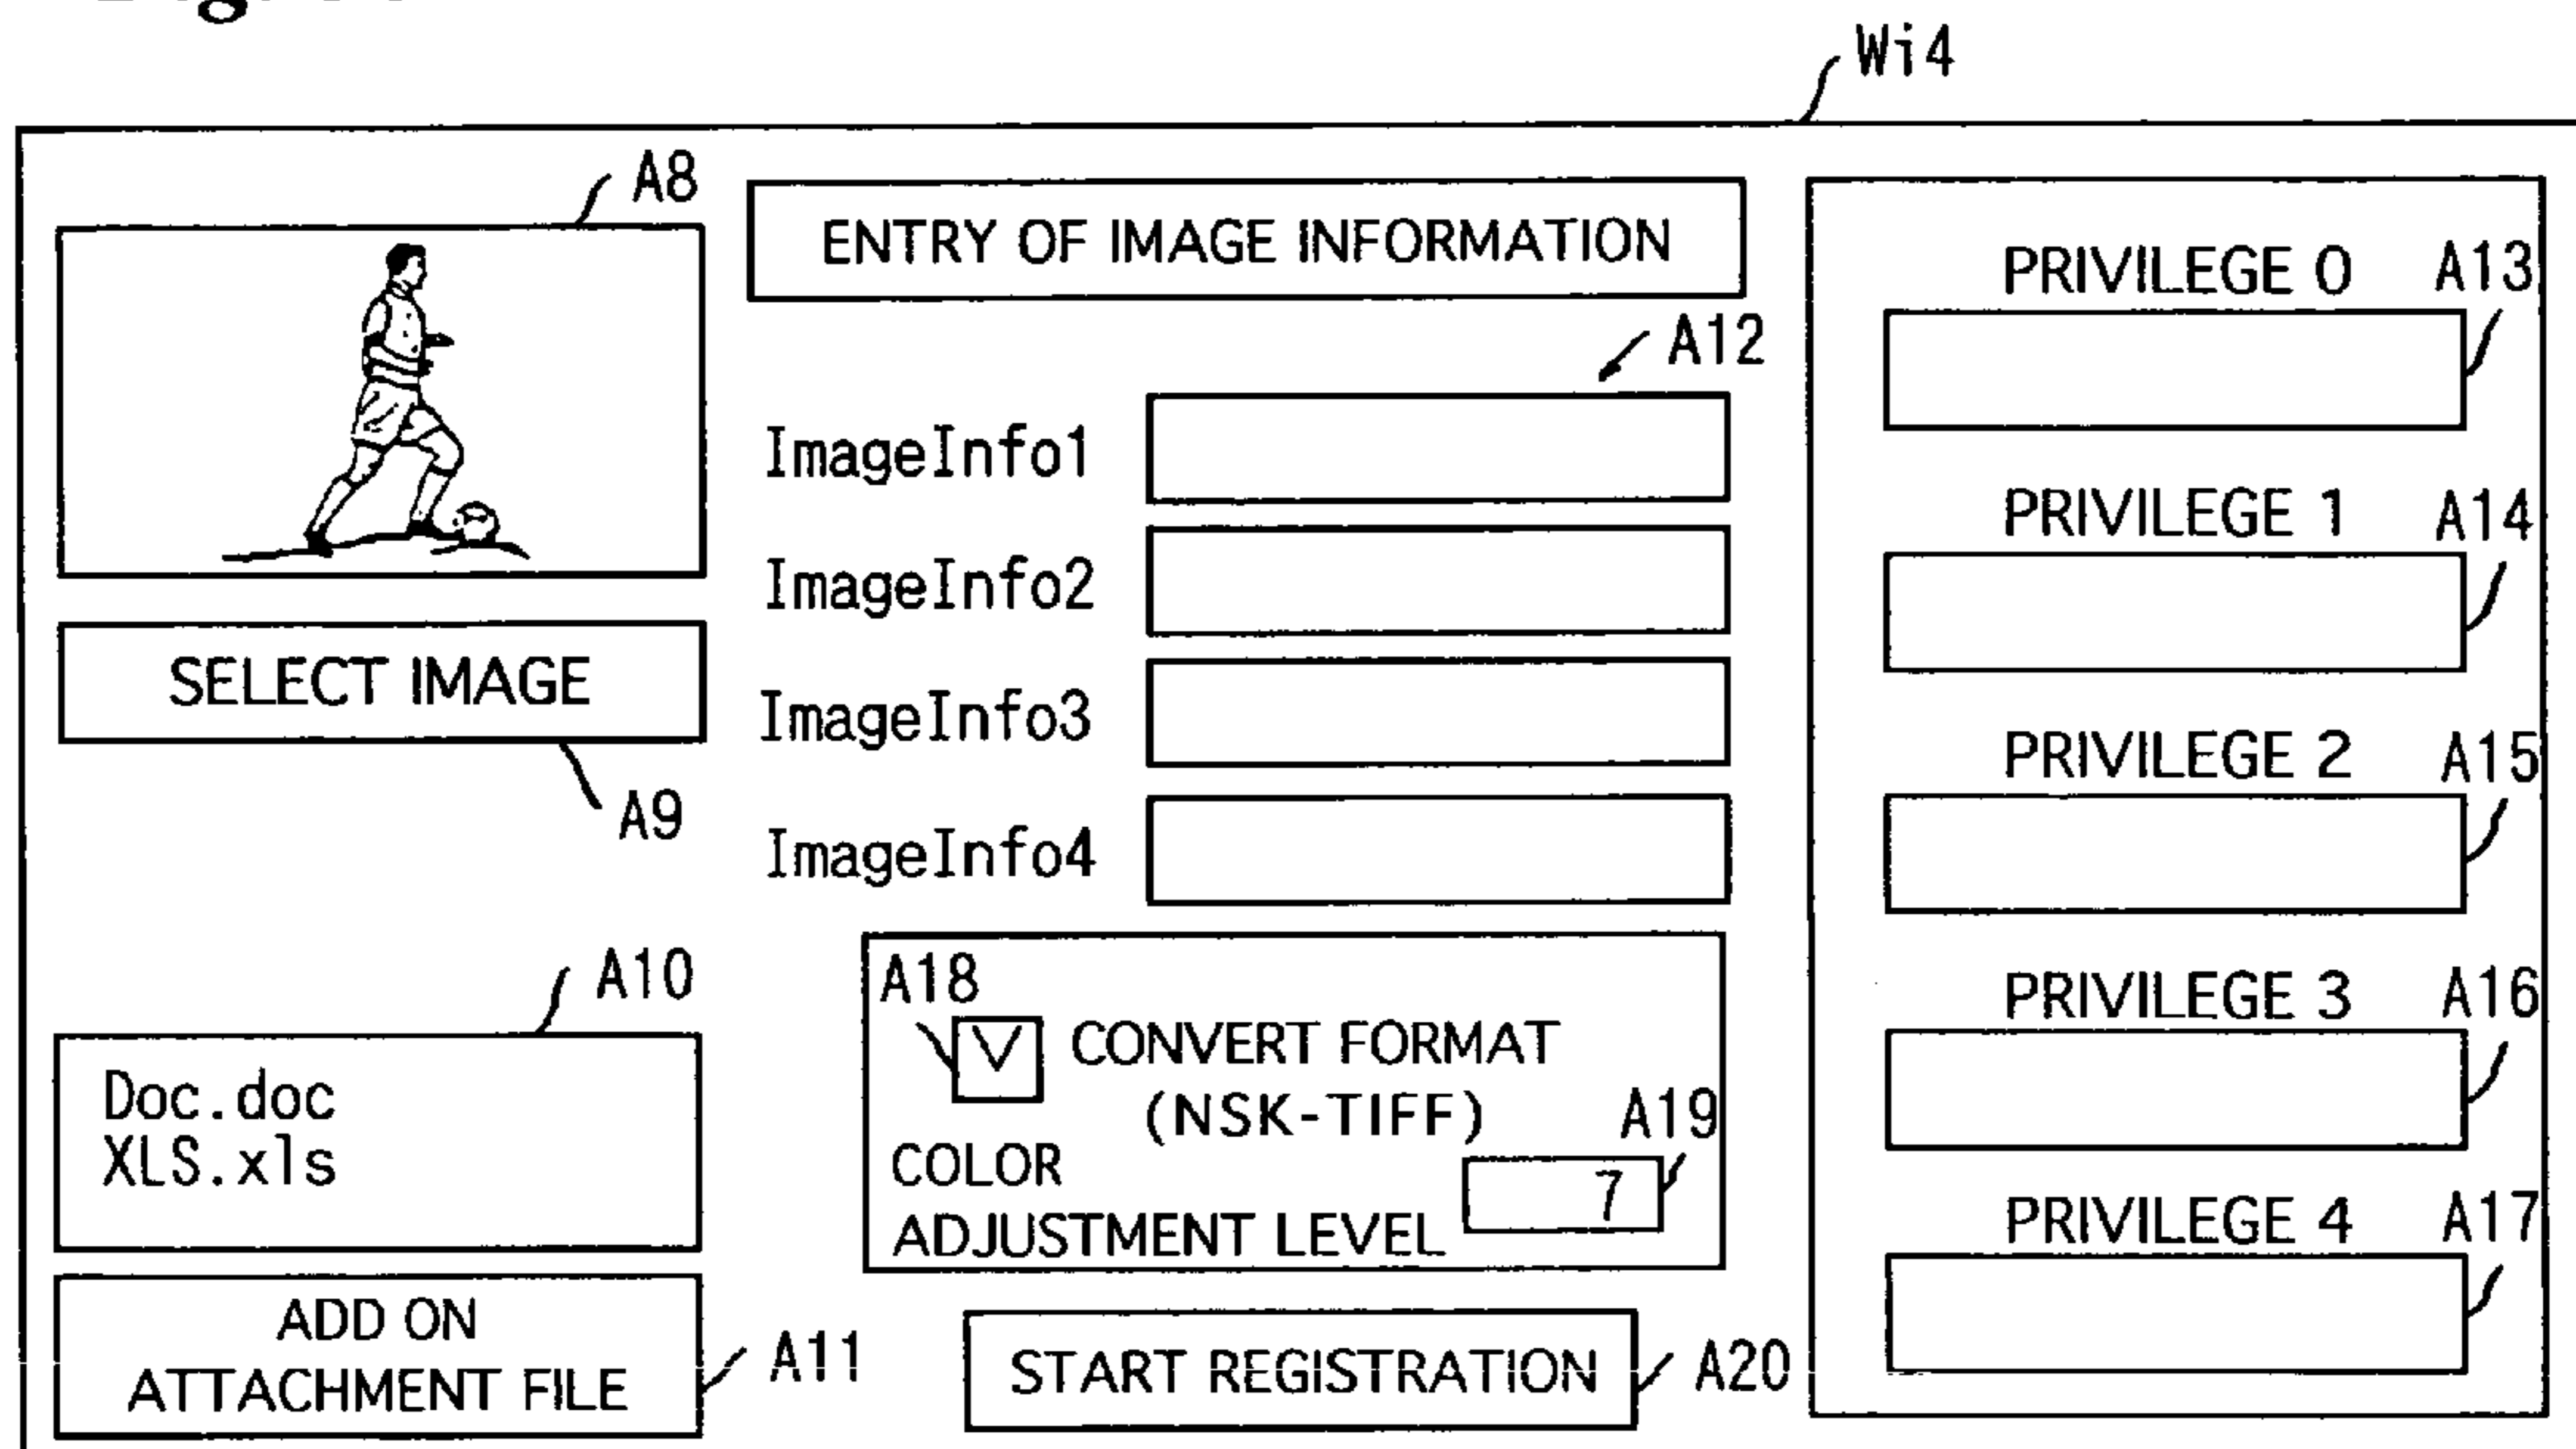 Wi4
A8
ENTRY OF IMAGE INFORMATION
A12
ImageInfo1
ImageInfo2
ImageInfo3
ImageInfo4
SELECT IMAGE
A9
A10
Doc.doc
XLS.xls
ADD ON
ATTACHMENT FILE
A11
A18
V CONVERT FORMAT
(NSK-TIFF)
A19
COLOR
ADJUSTMENT LEVEL 7
START REGISTRATION
A20
PRIVILEGE 0
A13
PRIVILEGE 1
A14
PRIVILEGE 2
A15
PRIVILEGE 3
A16
PRIVILEGE 4
A17